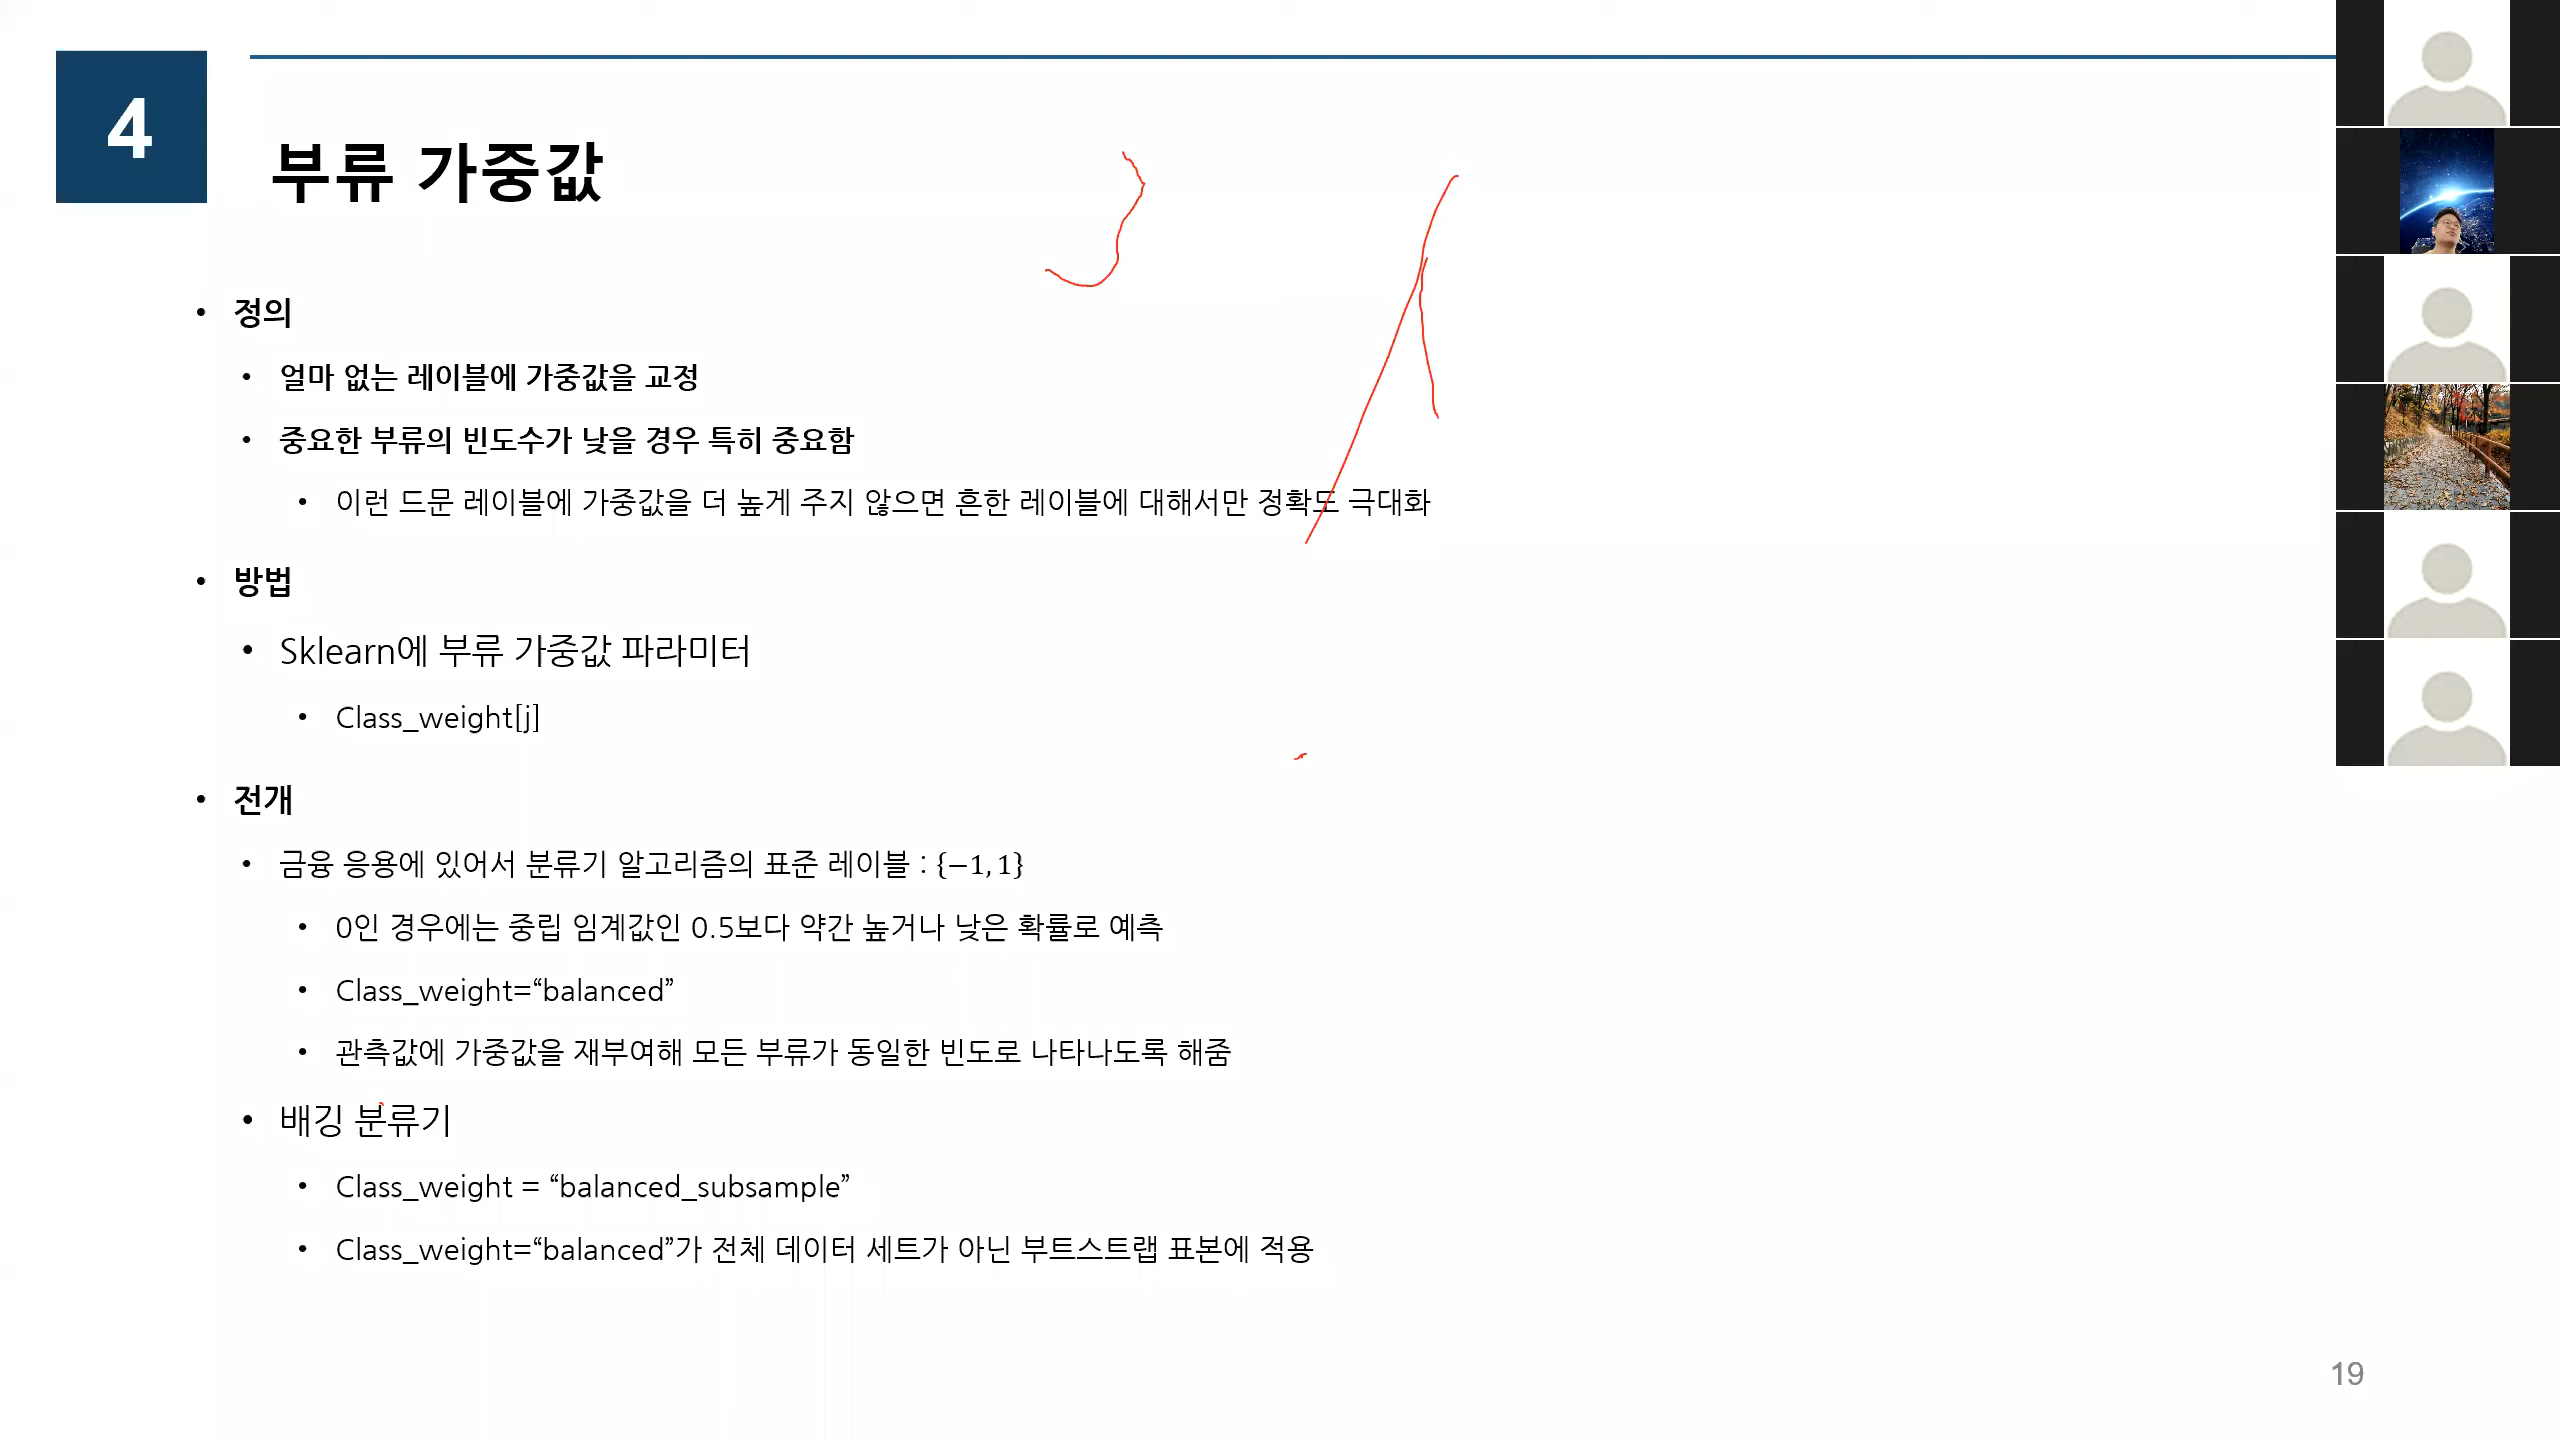 4
부류 가중값
• 정의
• 얼마 없는 레이블에 가중값을 교정
• 중요한 부류의 빈도수가 낮을 경우 특히 중요함
• 이런 드문 레이블에 가중값을 더 높게 주지 않으면 흔한 레이블에 대해서만 정확도 극대화
• 방법
• Sklearn에 부류 가중값 파라미터
• Class_weight[j]
• 전개
• 금융 응용에 있어서 분류기 알고리즘의 표준 레이블 : {−1, 1}
• 0인 경우에는 중립 임계값인 0.5보다 약간 높거나 낮은 확률로 예측
• Class_weight=“balanced”
• 관측값에 가중값을 재부여해 모든 부류가 동일한 빈도로 나타나도록 해줌
• 배깅 분류기
• Class_weight = “balanced_subsample”
• Class_weight=“balanced”가 전체 데이터 세트가 아닌 부트스트랩 표본에 적용
19